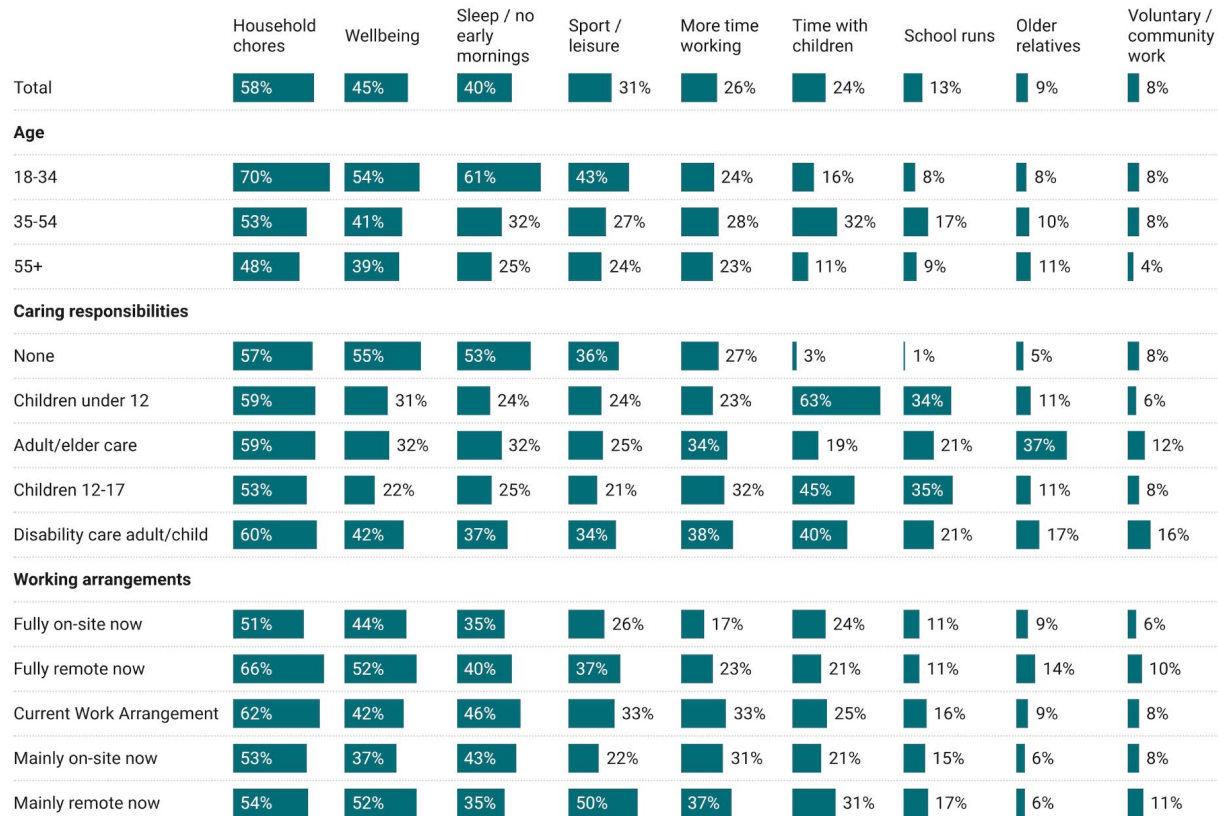 Household chores Wellbeing Sleep / no early mornings Sport / leisure More time working Time with children School runs Older relatives Voluntary / community work
Total 58% 45% 40% 31% 26% 24% 13% 9% 8%
Age
18-34 70% 54% 61% 43% 24% 16% 8% 8% 8%
35-54 53% 41% 32% 27% 28% 32% 17% 10% 8%
55+ 48% 39% 25% 24% 23% 11% 9% 11% 4%
Caring responsibilities
None 57% 55% 53% 36% 27% 3% 1% 5% 8%
Children under 12 59% 31% 24% 24% 23% 63% 34% 11% 6%
Adult/elder care 59% 32% 32% 25% 34% 19% 21% 37% 12%
Children 12-17 53% 22% 25% 21% 32% 45% 35% 11% 8%
Disability care adult/child 60% 42% 37% 34% 38% 40% 21% 17% 16%
Working arrangements
Fully on-site now 51% 44% 35% 26% 17% 24% 11% 9% 6%
Fully remote now 66% 52% 40% 37% 23% 21% 11% 14% 10%
Current Work Arrangement 62% 42% 46% 33% 33% 25% 16% 9% 8%
Mainly on-site now 53% 37% 43% 22% 31% 21% 15% 6% 8%
Mainly remote now 54% 52% 35% 50% 37% 31% 17% 6% 11%